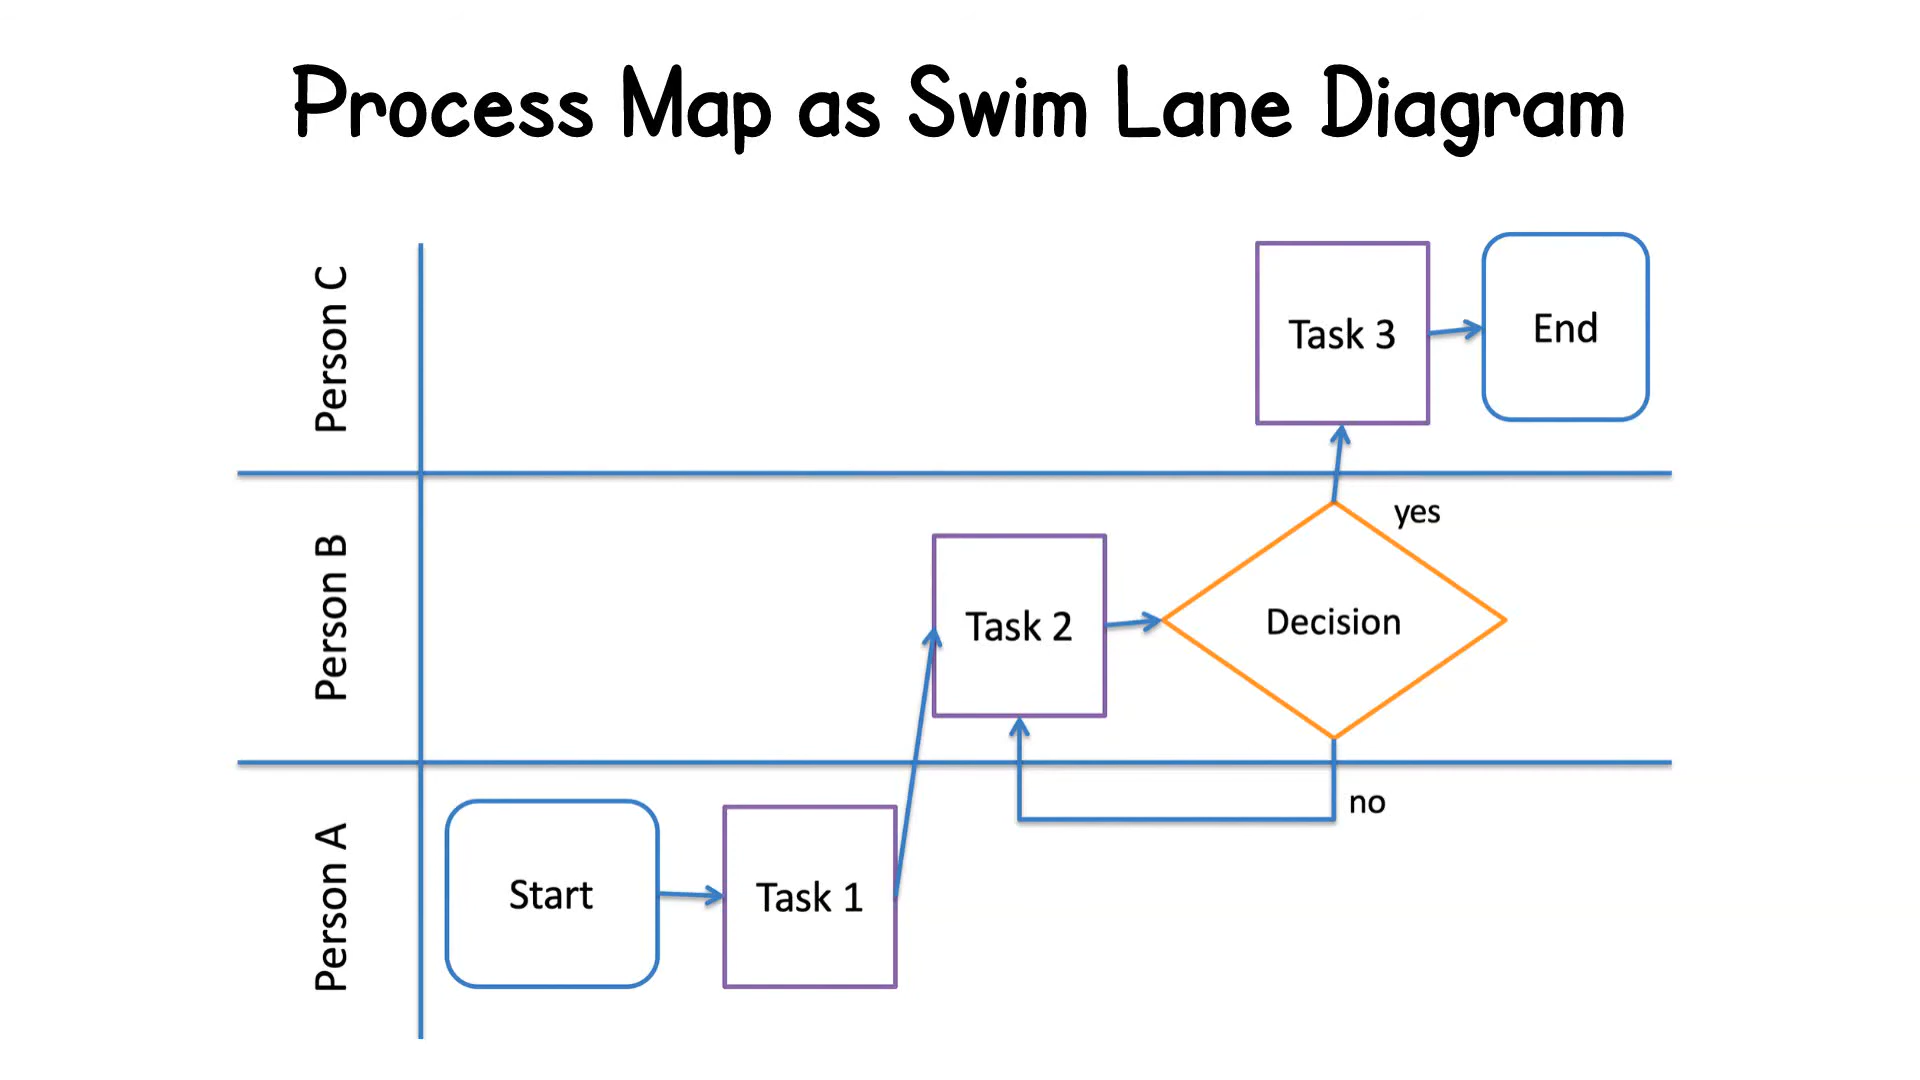 Process Map as Swim Lane Diagram
Person C
Task 3
End
Person B
Task 2
Decision
yes
no
Person A
Start
Task 1